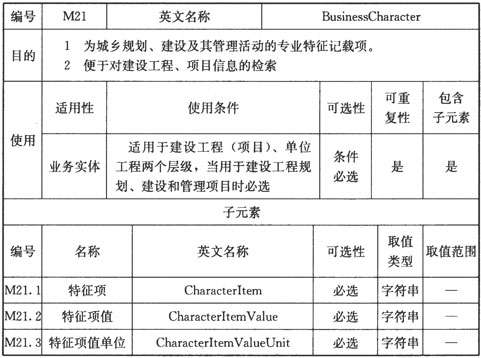 编号 M21 英文名称 BusinessCharacter
目的
1 为城乡规划、建设及其管理活动的专业特征记载项。
2 便于对建设工程、项目信息的检索
使用
适用性 使用条件 可选性 可重复性 包含子元素
业务实体
适用于建设工程(项目)、单位
工程两个层级,当用于建设工程规
划、建设和管理项目时必选
条件必选 是 是
子元素
编号 名称 英文名称 可选性 取值类型 取值范围
M21.1 特征项 CharacterItem 必选 字符串 —
M21.2 特征项值 CharacterItemValue 必选 字符串 —
M21.3 特征项值单位 CharacterItemValueUnit 必选 字符串 —